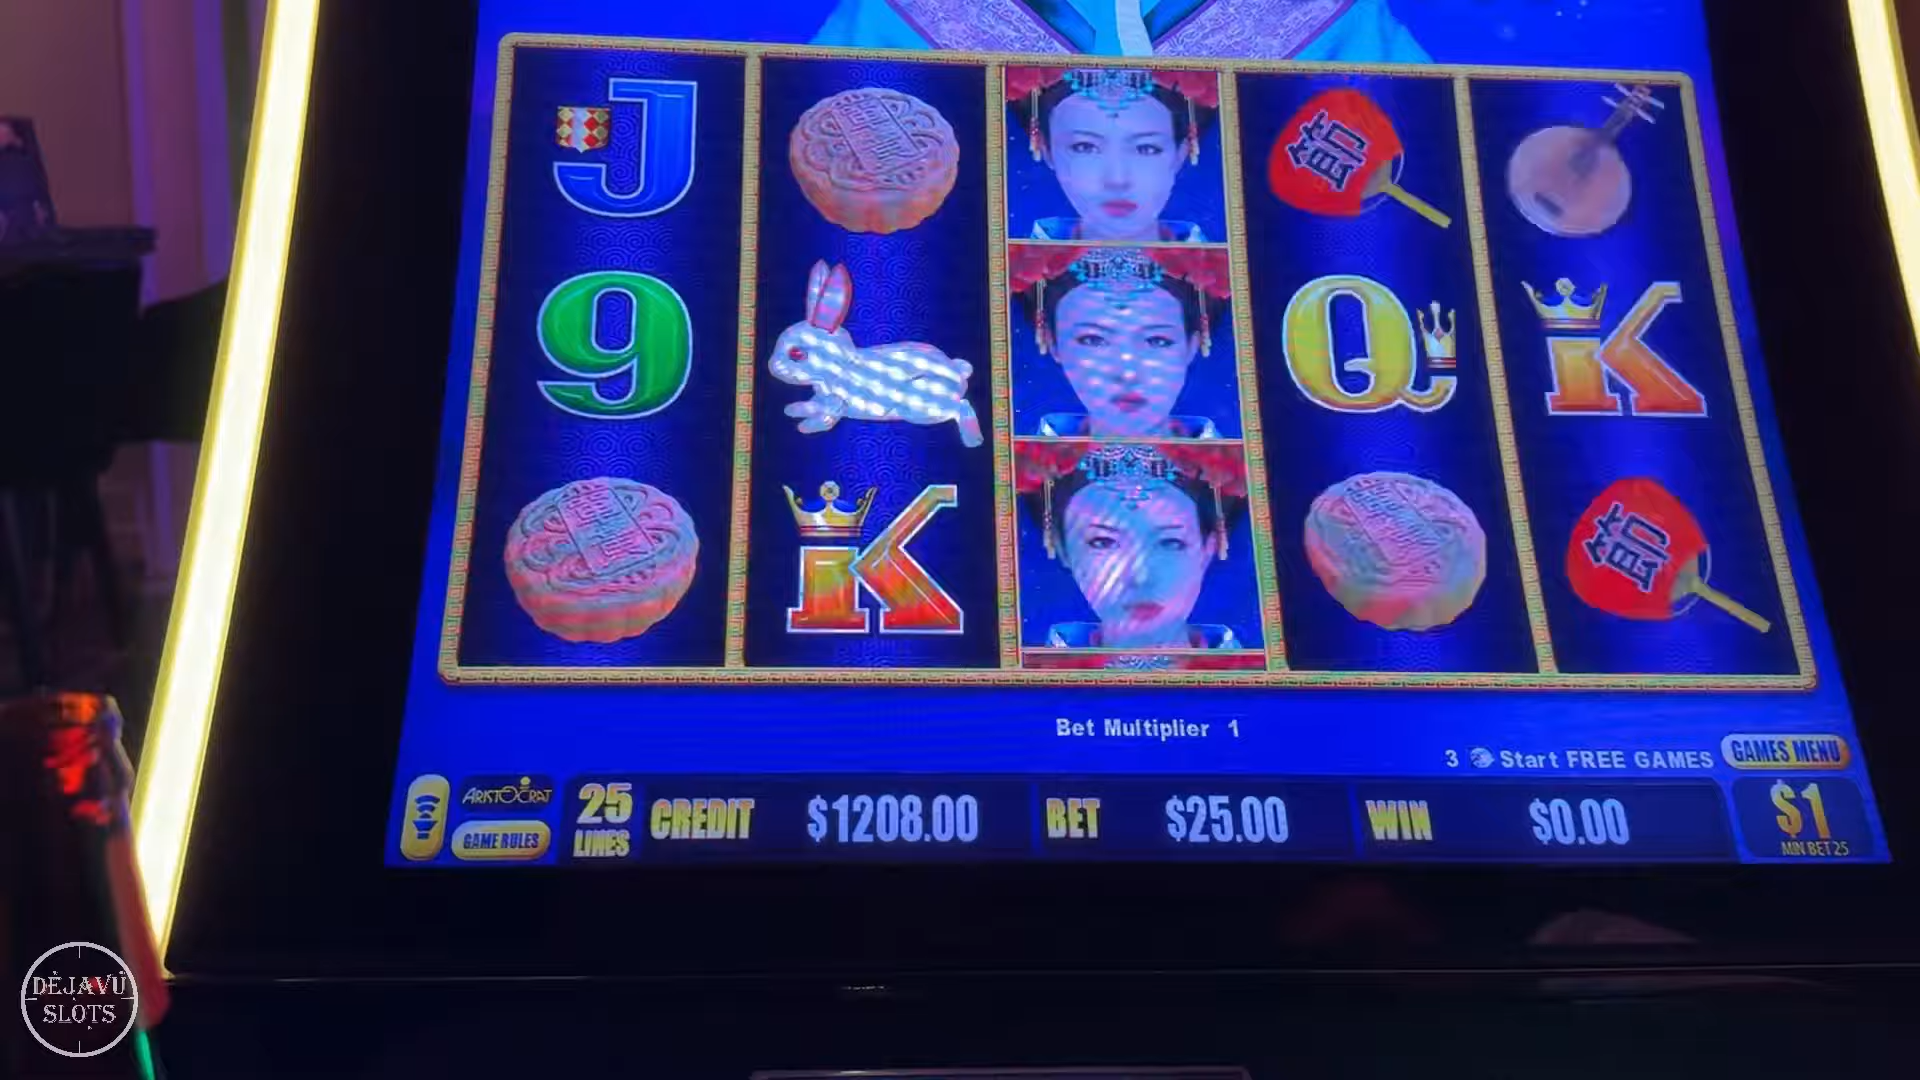 J
9
Q
K
K
Bet Multiplier 1
3 Start FREE GAMES
GAMES MENU
ARISTOCRAT
GAME RULES
25 LINES
CREDIT $1208.00
BET $25.00
WIN $0.00
$1
MIN BET 25
DEJAVU
SLOTS